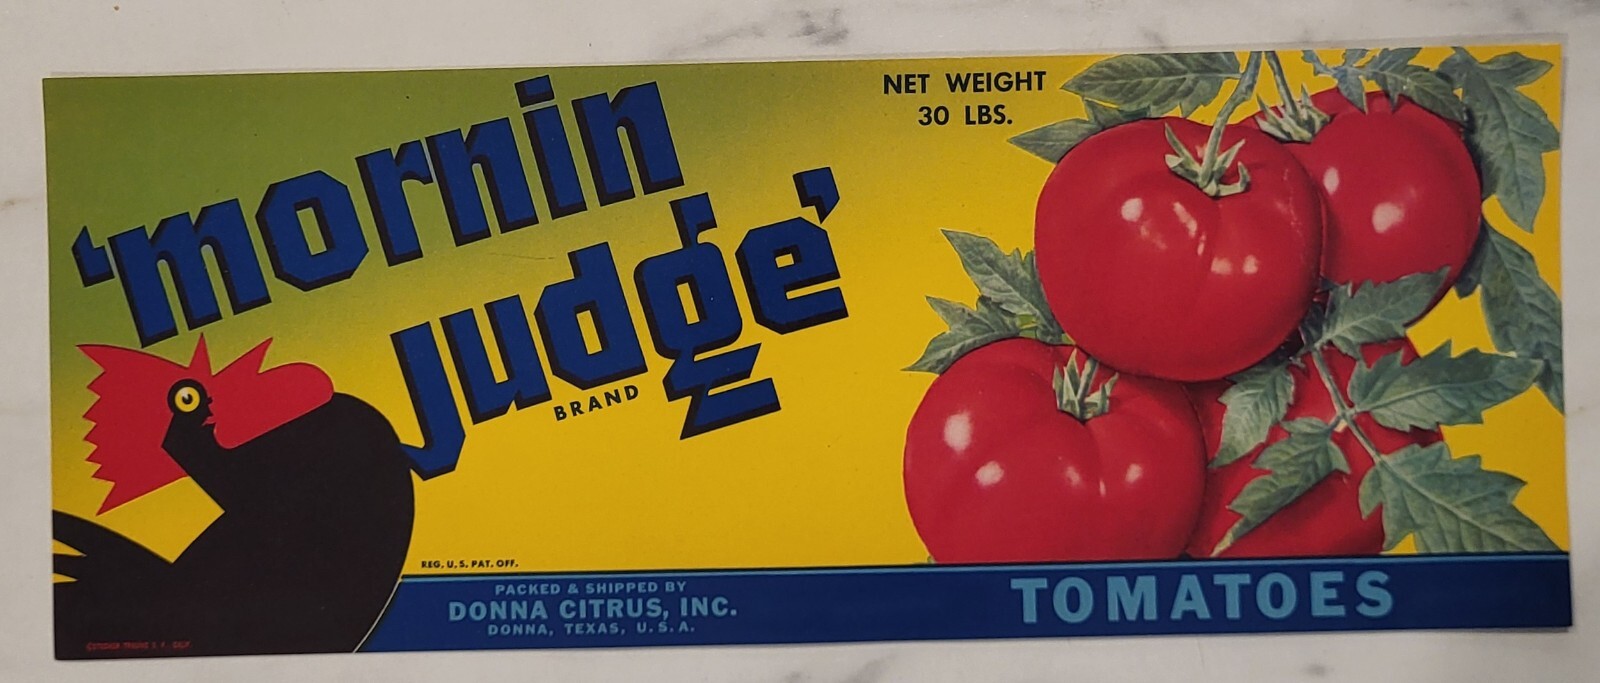 'mornin
judge'
BRAND
NET WEIGHT
30 LBS.
REG. U.S. PAT. OFF.
PACKED & SHIPPED BY
DONNA CITRUS, INC.
DONNA, TEXAS, U.S.A.
TOMATOES